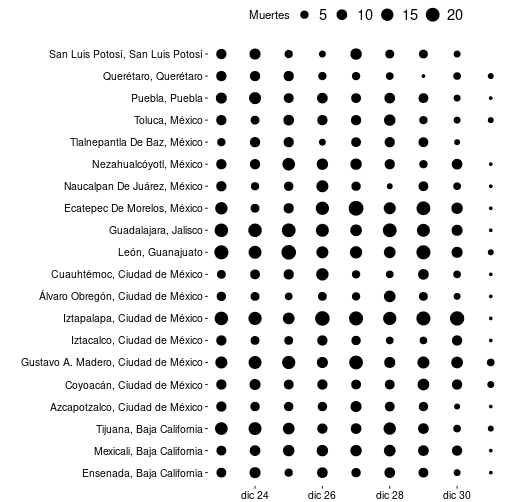 Muertes 5 10 15 20
San Luis Potosí, San Luis Potosí
Querétaro, Querétaro
Puebla, Puebla
Toluca, México
Tlalnepantla De Baz, México
Nezahualcóyotl, México
Naucalpan De Juárez, México
Ecatepec De Morelos, México
Guadalajara, Jalisco
León, Guanajuato
Cuauhtémoc, Ciudad de México
Álvaro Obregón, Ciudad de México
Iztapalapa, Ciudad de México
Iztacalco, Ciudad de México
Gustavo A. Madero, Ciudad de México
Coyoacán, Ciudad de México
Azcapotzalco, Ciudad de México
Tijuana, Baja California
Mexicali, Baja California
Ensenada, Baja California
dic 24 dic 26 dic 28 dic 30